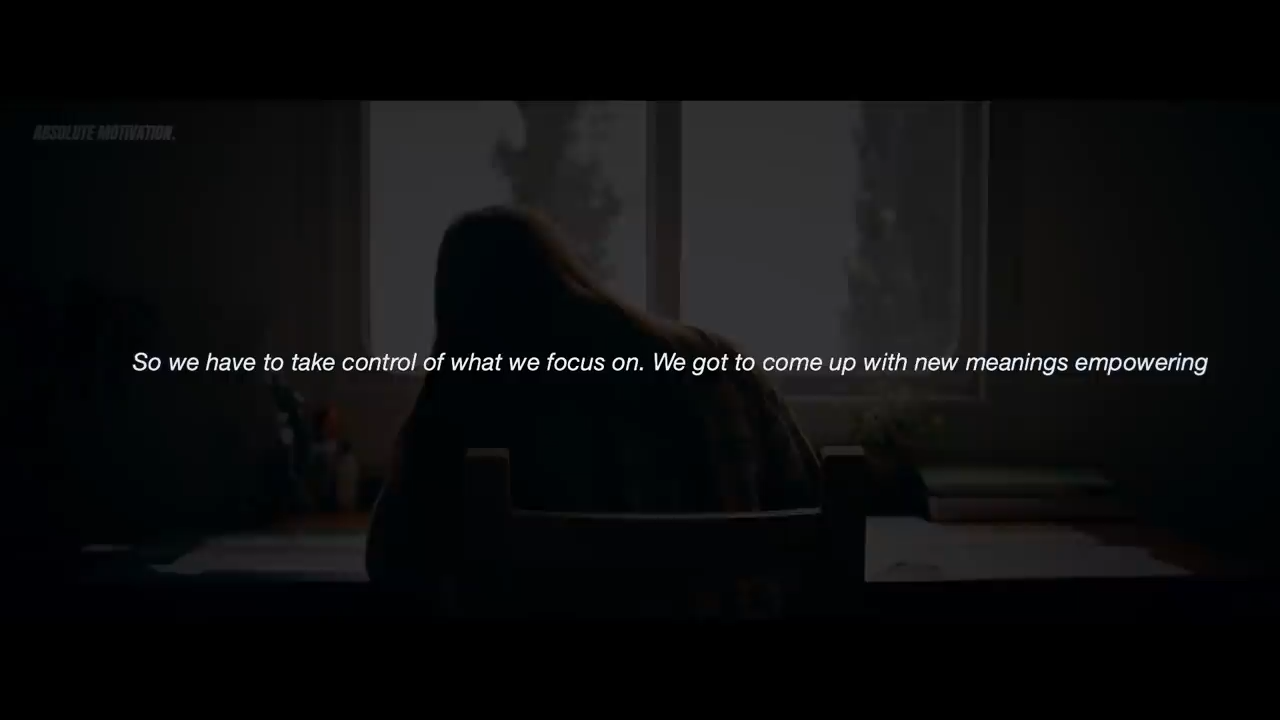 ABSOLUTE MOTIVATION.
So we have to take control of what we focus on. We got to come up with new meanings empowering